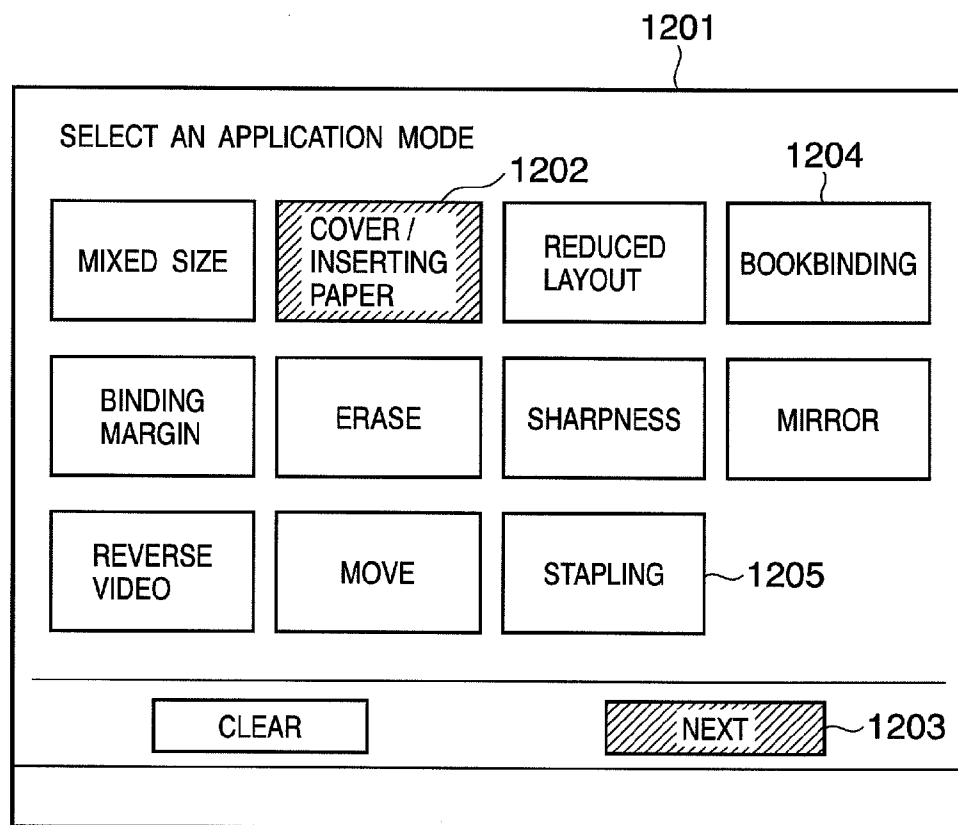 1201
SELECT AN APPLICATION MODE
1202
1204
MIXED SIZE
COVER /
INSERTING
PAPER
REDUCED
LAYOUT
BOOKBINDING
BINDING
MARGIN
ERASE
SHARPNESS
MIRROR
REVERSE
VIDEO
MOVE
STAPLING
1205
CLEAR
NEXT
1203